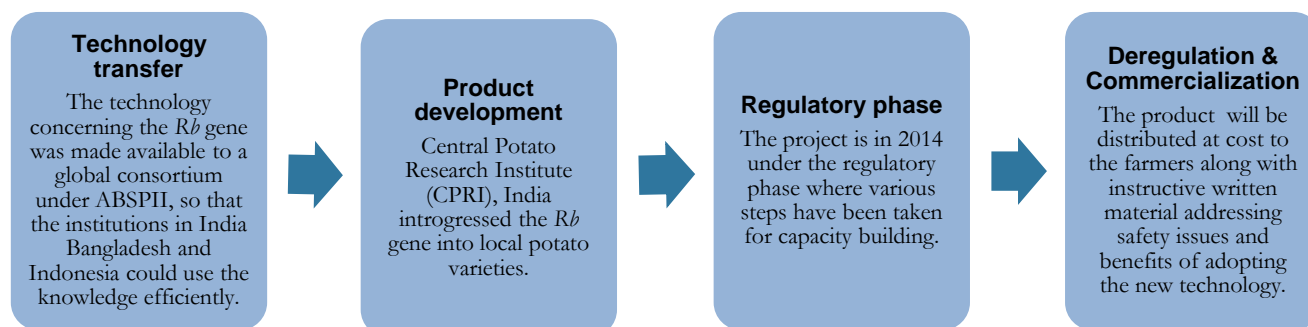 Technology
transfer
The technology
concerning the Rb gene
was made available to a
global consortium
under ABSPII, so that
the institutions in India
Bangladesh and
Indonesia could use the
knowledge efficiently.
Product
development
Central Potato
Research Institute
(CPRI), India
introgressed the Rb
gene into local potato
varieties.
Regulatory phase
The project is in 2014
under the regulatory
phase where various
steps have been taken
for capacity building.
Deregulation &
Commercialization
The product will be
distributed at cost to
the farmers along with
instructive written
material addressing
safety issues and
benefits of adopting
the new technology.